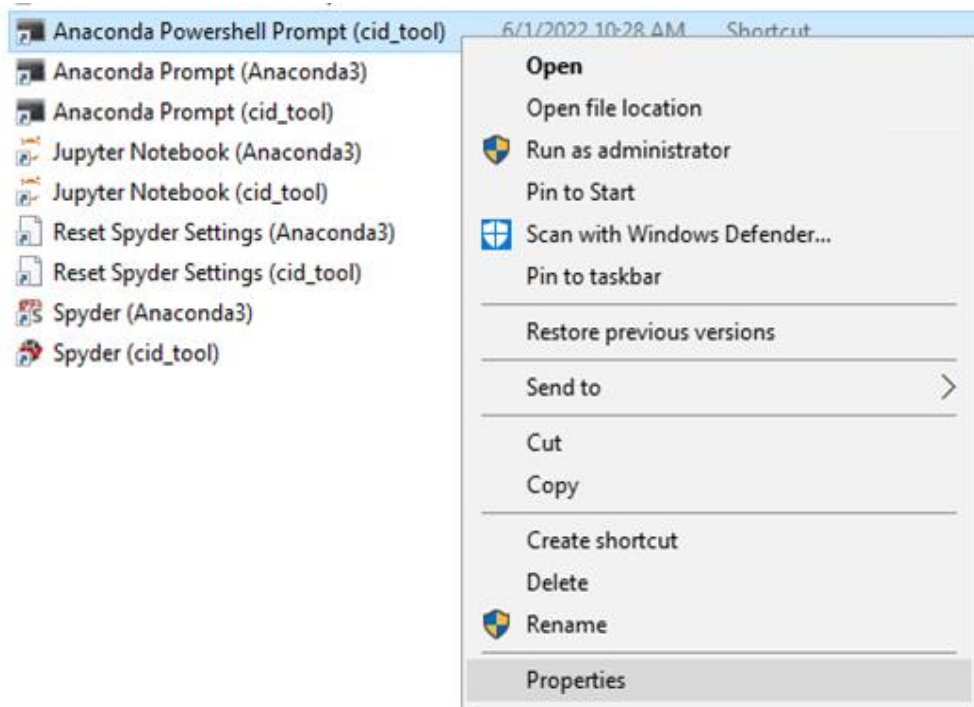 Anaconda Powershell Prompt (cid_tool) 6/1/2022 10:28 AM Shortcut
Anaconda Prompt (Anaconda3)
Anaconda Prompt (cid_tool)
Jupyter Notebook (Anaconda3)
Jupyter Notebook (cid_tool)
Reset Spyder Settings (Anaconda3)
Reset Spyder Settings (cid_tool)
Spyder (Anaconda3)
Spyder (cid_tool)
Open
Open file location
Run as administrator
Pin to Start
Scan with Windows Defender...
Pin to taskbar
Restore previous versions
Send to
Cut
Copy
Create shortcut
Delete
Rename
Properties